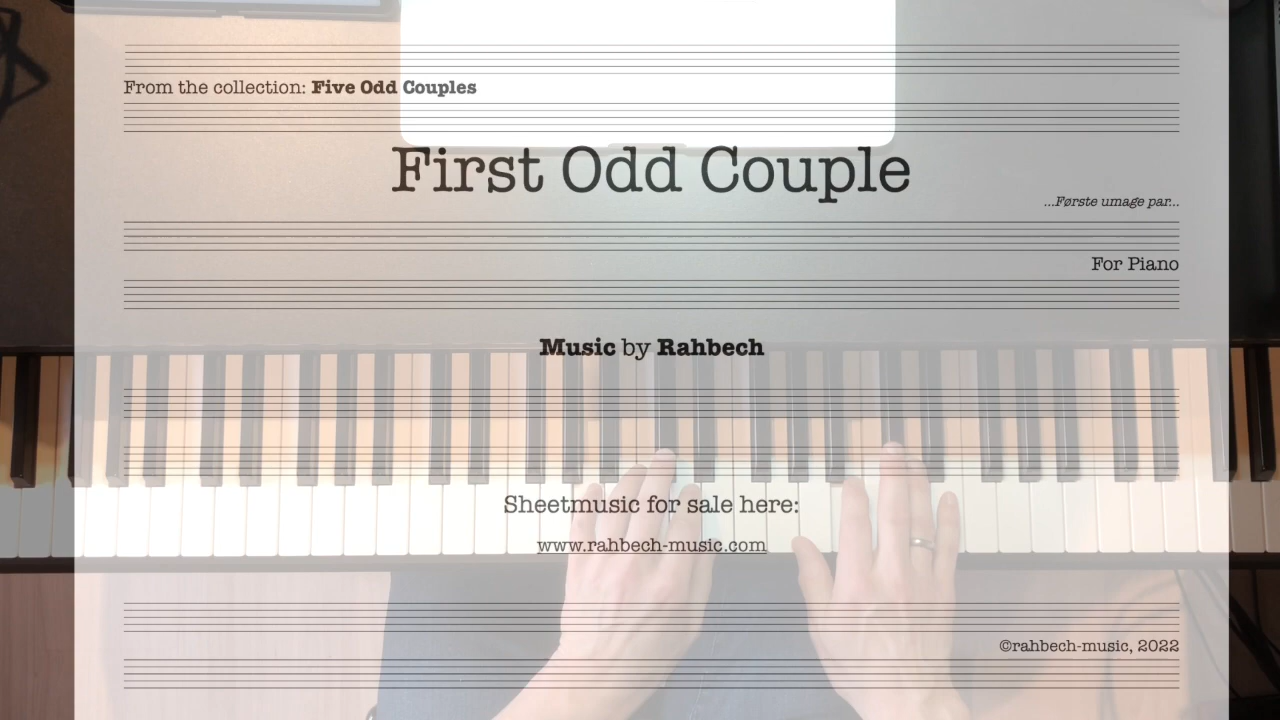 From the collection: Five Odd Couples
First Odd Couple
...Første umage par...
For Piano
Music by Rahbech
Sheetmusic for sale here:
www.rahbech-music.com
©rahbech-music, 2022